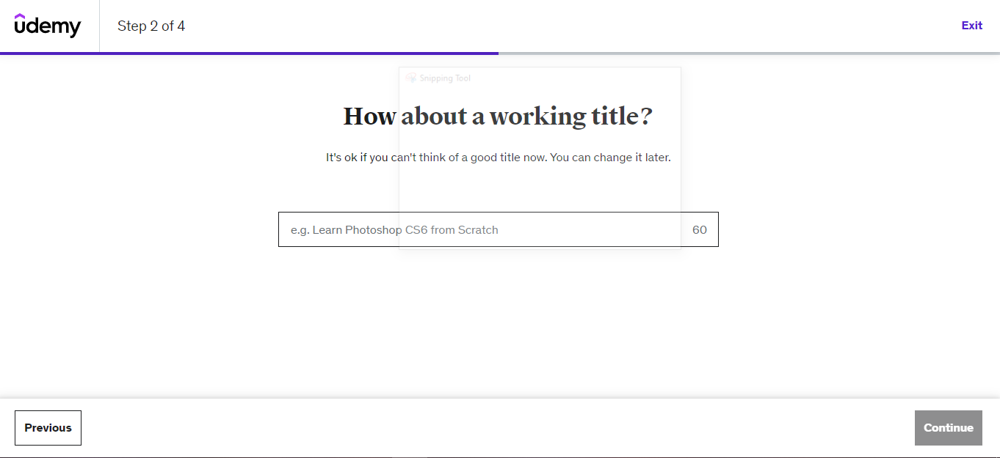 udemy
Step 2 of 4
Exit
Snipping Tool
How about a working title?
It's ok if you can't think of a good title now. You can change it later.
e.g. Learn Photoshop CS6 from Scratch
60
Previous
Continue